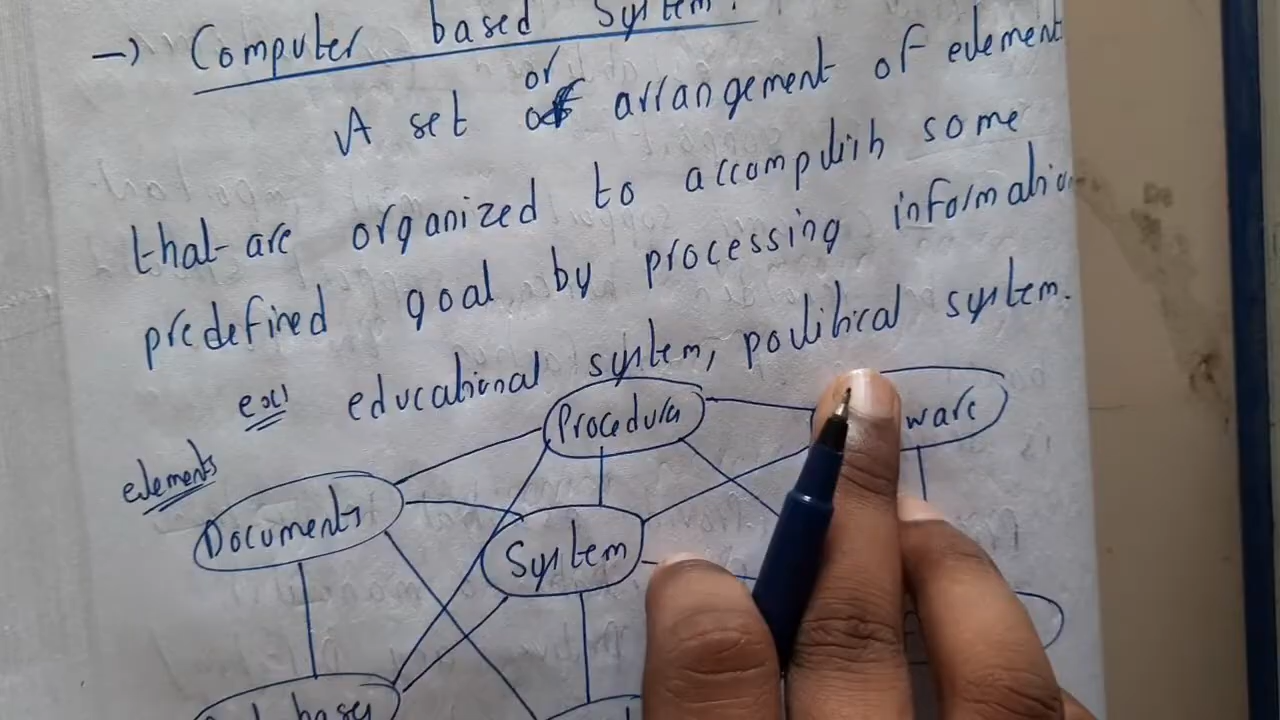 → Computer based System.
A set or arrangement of element
that are organized to accomplish some
predefined goal by processing information
ex: educational system, political system.
elements
Procedure
ware
Documents
System